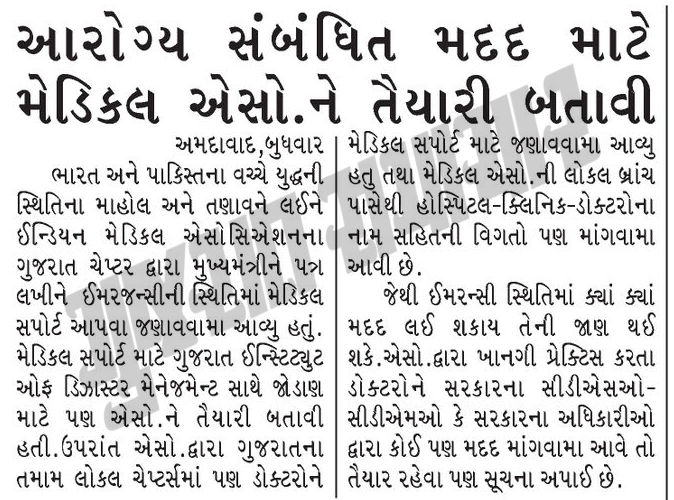 આરોગ્ય સંબંધિત મદદ માટે
મેડિકલ એસો.ને તૈયારી બતાવી
અમદાવાદ,બુધવાર
ભારત અને પાકિસ્તના વચ્ચે યુદ્ધની
સ્થિતિના માહોલ અને તણાવને લઈને
ઈન્ડિયન મેડિકલ એસોસિએશનના
ગુજરાત ચેપ્ટર દ્વારા મુખ્યમંત્રીને પત્ર
લખીને ઈમરજન્સીની સ્થિતિમાં મેડિકલ
સપોર્ટ આપવા જણાવવામા આવ્યુ હતું.
મેડિકલ સપોર્ટ માટે ગુજરાત ઈન્સ્ટિટ્યુટ
ઓફ ડિઝાસ્ટર મેનેજમેન્ટ સાથે જોડાણ
માટે પણ એસો.ને તૈયારી બતાવી
હતી.ઉપરાંત એસો.દ્વારા ગુજરાતના
તમામ લોકલ ચેપ્ટર્સમાં પણ ડોક્ટરોને
મેડિકલ સપોર્ટ માટે જણાવવામા આવ્યુ
હતુ તથા મેડિકલ એસો.ની લોકલ બ્રાંચ
પાસેથી હોસ્પિટલ-ક્લિનિક-ડોક્ટરોના
નામ સહિતની વિગતો પણ માંગવામા
આવી છે.
જેથી ઈમરન્સી સ્થિતિમાં ક્યાં ક્યાં
મદદ લઈ શકાય તેની જાણ થઈ
શકે.એસો.દ્વારા ખાનગી પ્રેક્ટિસ કરતા
ડોક્ટરોને સરકારના સીડીએસઓ-
સીડીએમઓ કે સરકારના અધિકારીઓ
દ્વારા કોઈ પણ મદદ માંગવામા આવે તો
તૈયાર રહેવા પણ સૂચના અપાઈ છે.
ગુજરાત સમાચાર